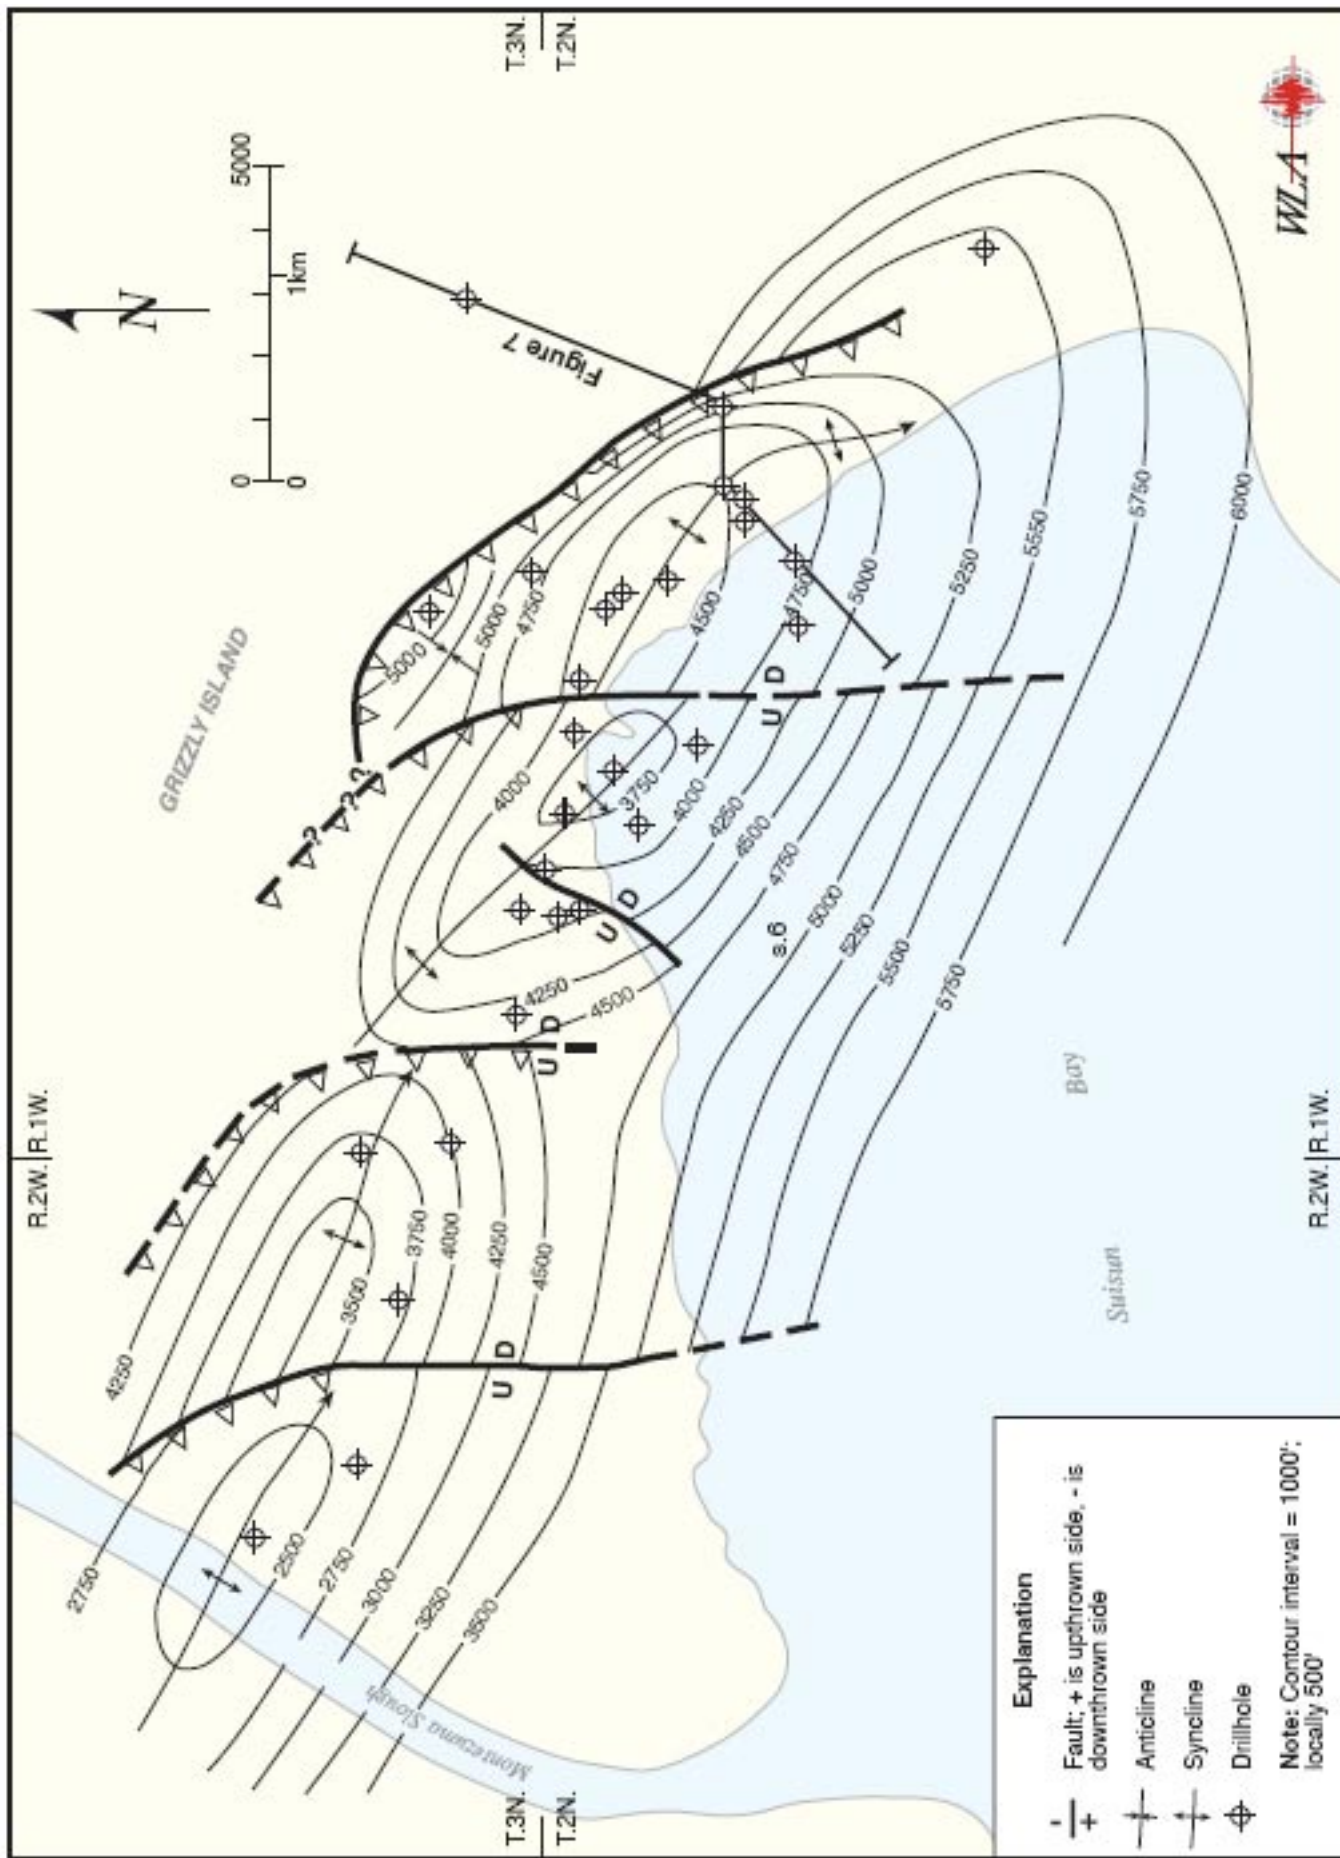 R.2W. R.1W.
T.3N.
T.2N.
N
0
5000
0
1km
GRIZZLY ISLAND
Figure 7
2750
4250
2500
2750
3000
3250
3500
3500
3750
4000
4250
4500
U D
U D
4250
4500
U D
4000
3750
4000
4250
4500
4750
5000
5250
5500
5750
s.6
? ? ?
5000
5000
4750
U D
4500
4750
5000
5250
5550
5750
6000
Montezuma Slough
Suisun
Bay
T.3N.
T.2N.
R.2W. R.1W.
WLA
Explanation
Fault; + is upthrown side, - is
downthrown side
Anticline
Syncline
Drillhole
Note: Contour interval = 1000';
locally 500'